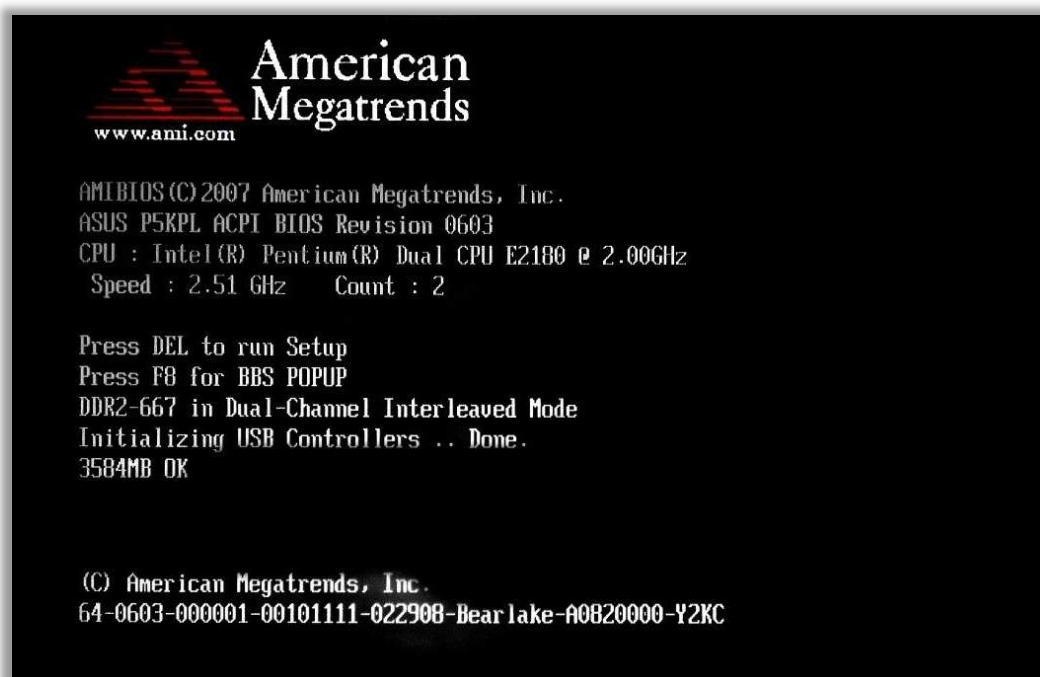 American
Megatrends
www.ami.com
AMIBIOS(C)2007 American Megatrends, Inc.
ASUS P5KPL ACPI BIOS Revision 0603
CPU : Intel(R) Pentium(R) Dual CPU E2180 @ 2.00GHz
Speed : 2.51 GHz    Count : 2
Press DEL to run Setup
Press F8 for BBS POPUP
DDR2-667 in Dual-Channel Interleaved Mode
Initializing USB Controllers .. Done.
3584MB OK
(C) American Megatrends, Inc.
64-0603-000001-00101111-022908-Bearlake-A0820000-Y2KC